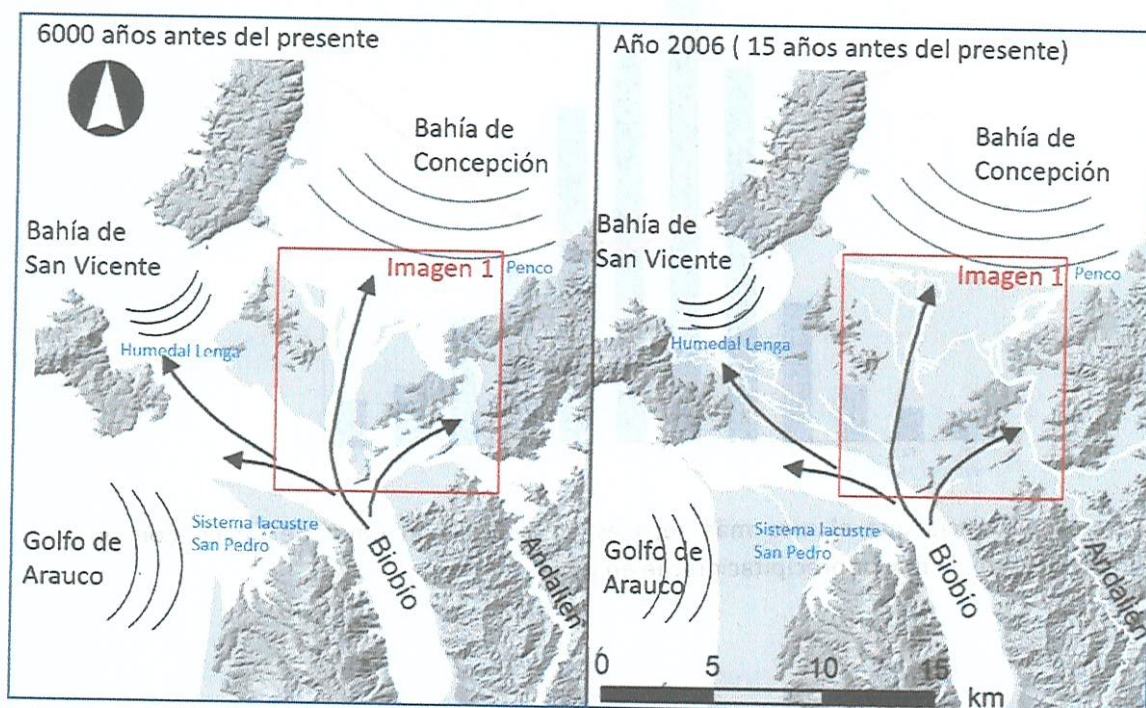 6000 años antes del presente
Bahía de
Concepción
Bahía de
San Vicente
Imagen 1
Penco
Humedal Lenga
Sistema lacustre
San Pedro
Golfo de
Arauco
Biobío
Andalien
Año 2006 ( 15 años antes del presente)
Bahía de
Concepción
Bahía de
San Vicente
Imagen 1
Penco
Humedal Lenga
Sistema lacustre
San Pedro
Golfo de
Arauco
Biobío
Andalién
0 5 10 15
km